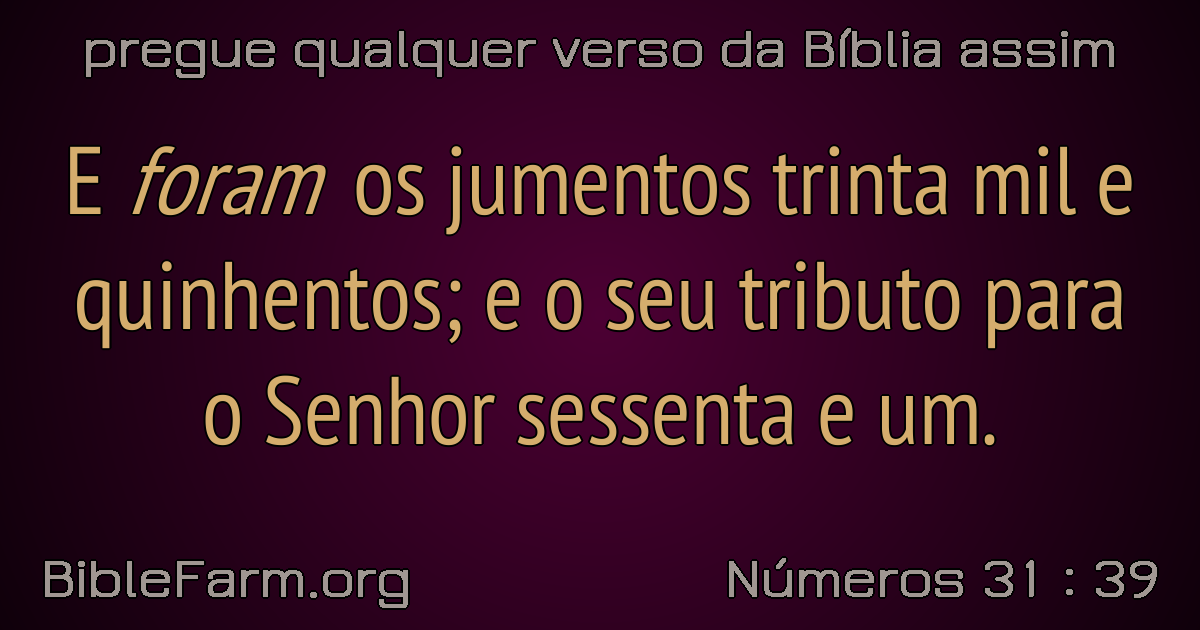 pregue qualquer verso da Bíblia assim
E foram os jumentos trinta mil e
quinhentos; e o seu tributo para
o Senhor sessenta e um.
BibleFarm.org
Números 31 : 39